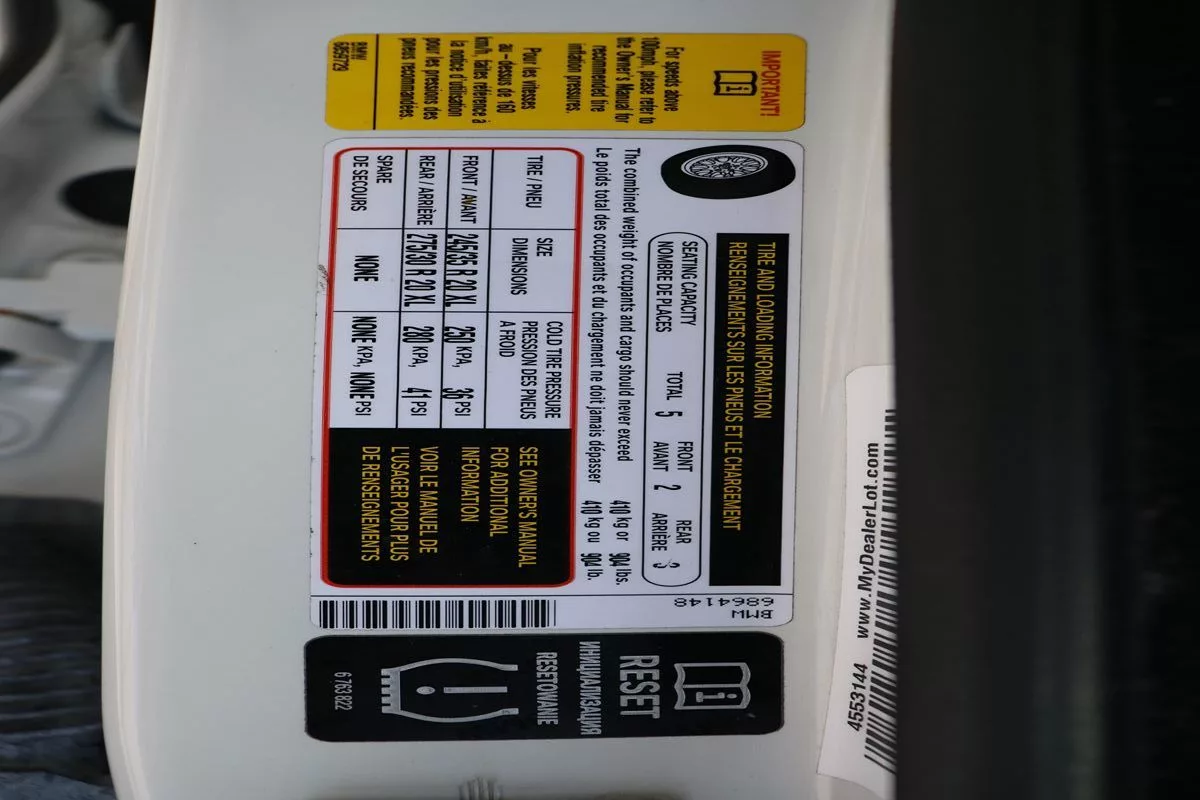 IMPORTANT!
For speeds above
100mph, please refer to
the Owner's Manual for
recommended tire
inflation pressures.
Pour les vitesses
au - dessus de 160
km/h, faites référence à
la notice d'utilisation
pour les pressions des
pneus recommandées.
BMW
6859729
TIRE AND LOADING INFORMATION
RENSEIGNEMENTS SUR LES PNEUS ET LE CHARGEMENT
SEATING CAPACITY TOTAL 5 FRONT 2 REAR 3
NOMBRE DE PLACES AVANT ARRIÈRE
The combined weight of occupants and cargo should never exceed 410 kg or 904 lbs.
Le poids total des occupants et du chargement ne doit jamais dépasser 410 kg ou 904 lb.
TIRE / PNEU SIZE DIMENSIONS COLD TIRE PRESSURE PRESSION DES PNEUS A FROID
FRONT / AVANT 245/35 R 20 XL 250 KPA, 36 PSI
REAR / ARRIÈRE 275/30 R 20 XL 280 KPA, 41 PSI
SPARE DE SECOURS NONE NONE KPA, NONE PSI
SEE OWNER'S MANUAL
FOR ADDITIONAL
INFORMATION
VOIR LE MANUEL DE
L'USAGER POUR PLUS
DE RENSEIGNEMENTS
BMW
6864148
RESET
ИНИЦИАЛИЗАЦИЯ
RESETOWANIE
6 763 822
www.MyDealerLot.com
4553144